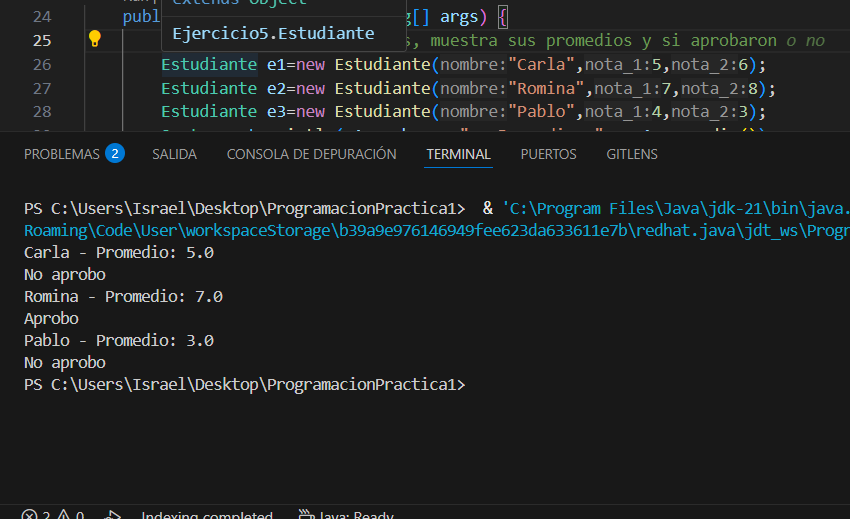 extends Object
24 publ g[] args) {
Ejercicio5.Estudiante
25 s, muestra sus promedios y si aprobaron o no
26 Estudiante e1=new Estudiante(nombre:"Carla",nota_1:5,nota_2:6);
27 Estudiante e2=new Estudiante(nombre:"Romina",nota_1:7,nota_2:8);
28 Estudiante e3=new Estudiante(nombre:"Pablo",nota_1:4,nota_2:3);
PROBLEMAS 2 SALIDA CONSOLA DE DEPURACIÓN TERMINAL PUERTOS GITLENS
PS C:\Users\Israel\Desktop\ProgramacionPractica1> & 'C:\Program Files\Java\jdk-21\bin\java.
Roaming\Code\User\workspaceStorage\b39a9e976146949fee623da633611e7b\redhat.java\jdt_ws\Progr
Carla - Promedio: 5.0
No aprobo
Romina - Promedio: 7.0
Aprobo
Pablo - Promedio: 3.0
No aprobo
PS C:\Users\Israel\Desktop\ProgramacionPractica1>
2 0 Indexing completed Java: Ready